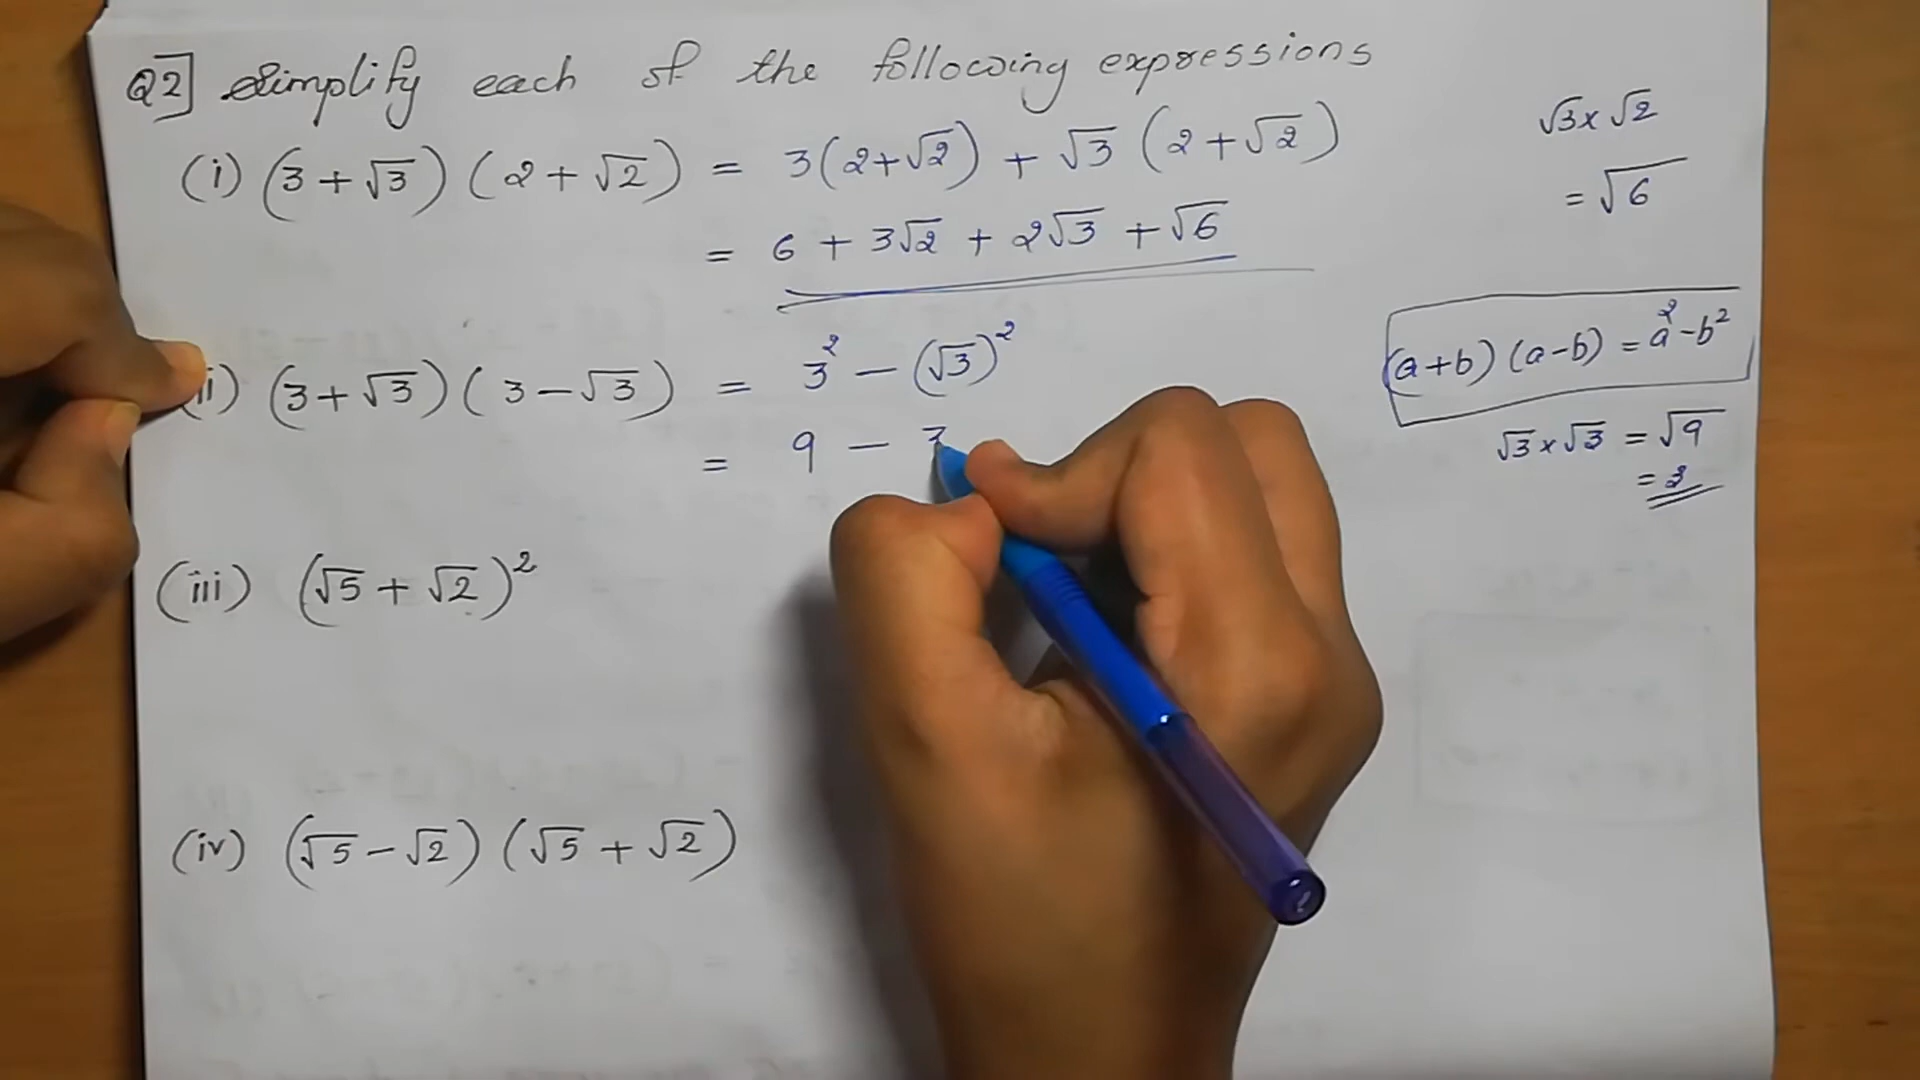 Q2] Simplify each of the following expressions
(i) (3 + √3) (2 + √2) = 3(2+√2) + √3 (2 + √2)
= 6 + 3√2 + 2√3 + √6
√3 x √2
= √6
(ii) (3 + √3) (3 - √3) = 3² - (√3)²
= 9 - 3
(a+b) (a-b) = a² - b²
√3 x √3 = √9
= 3
(iii) (√5 + √2)²
(iv) (√5 - √2) (√5 + √2)